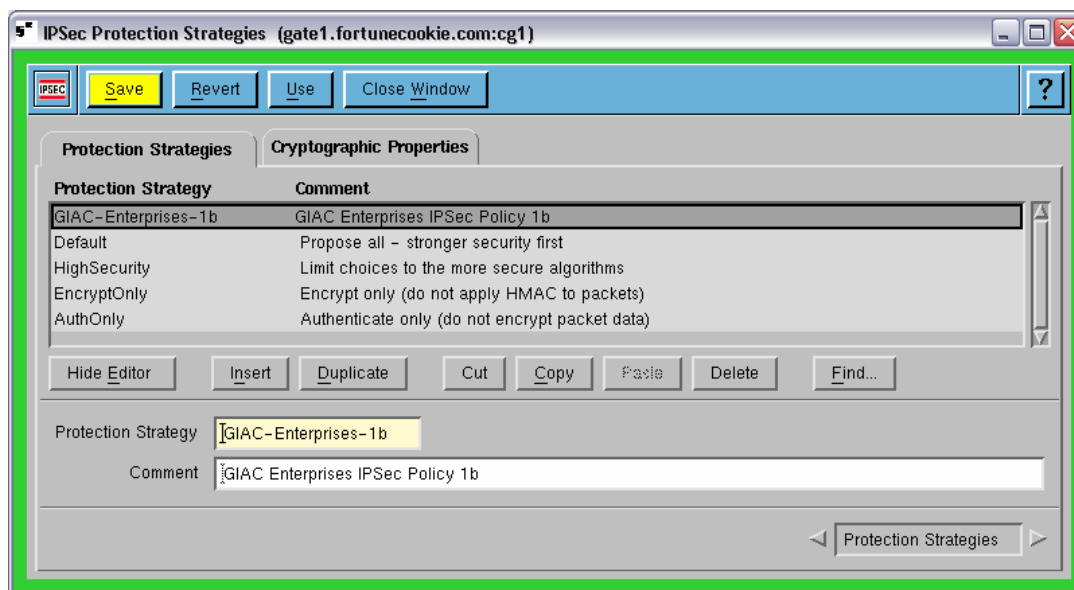 IPSec Protection Strategies (gate1.fortunecookie.com:cg1)
IPSEC Save Revert Use Close Window ?
Protection Strategies Cryptographic Properties
Protection Strategy Comment
GIAC-Enterprises-1b GIAC Enterprises IPSec Policy 1b
Default Propose all - stronger security first
HighSecurity Limit choices to the more secure algorithms
EncryptOnly Encrypt only (do not apply HMAC to packets)
AuthOnly Authenticate only (do not encrypt packet data)
Hide Editor Insert Duplicate Cut Copy Paste Delete Find...
Protection Strategy GIAC-Enterprises-1b
Comment GIAC Enterprises IPSec Policy 1b
Protection Strategies